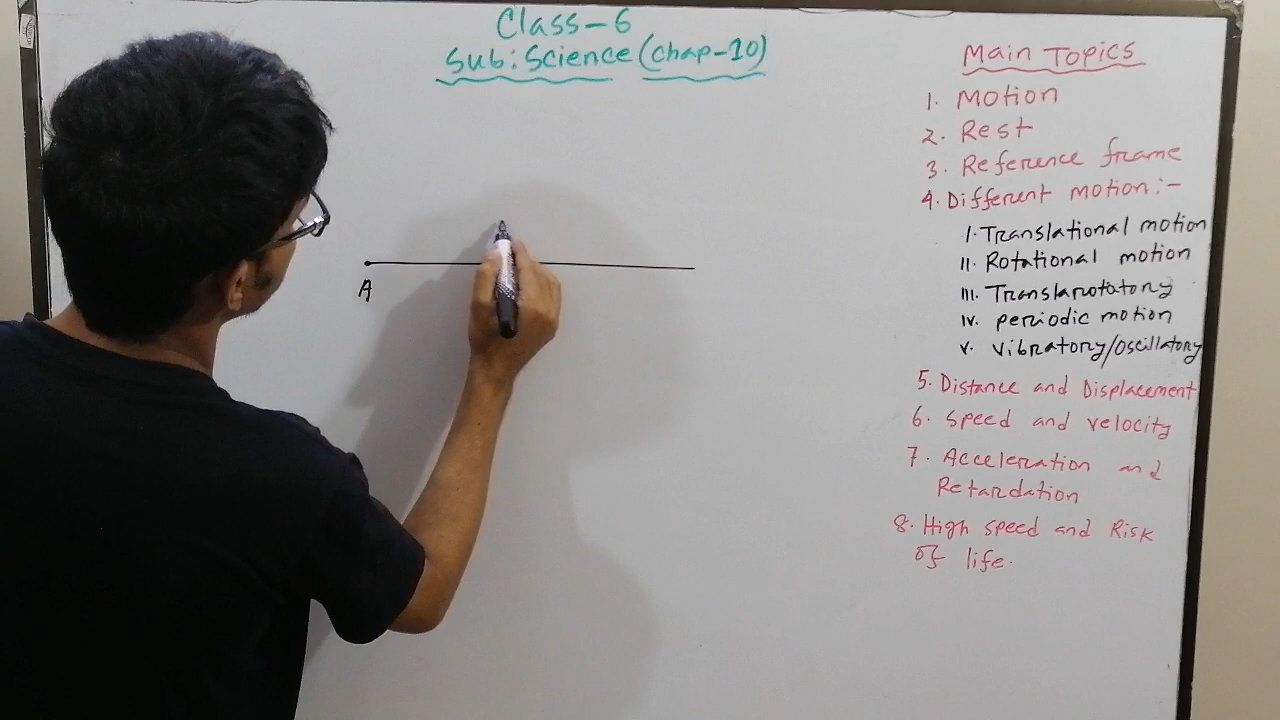 Class-6
Sub: Science (chap-10)
Main Topics
1. Motion
2. Rest
3. Reference frame
4. Different motion:-
I. Translational motion
II. Rotational motion
III. Translarotatory
IV. periodic motion
V. vibratory/oscillatory
5. Distance and Displacement
6. Speed and velocity
7. Acceleration and
Retardation
8. High speed and Risk
of life.
A